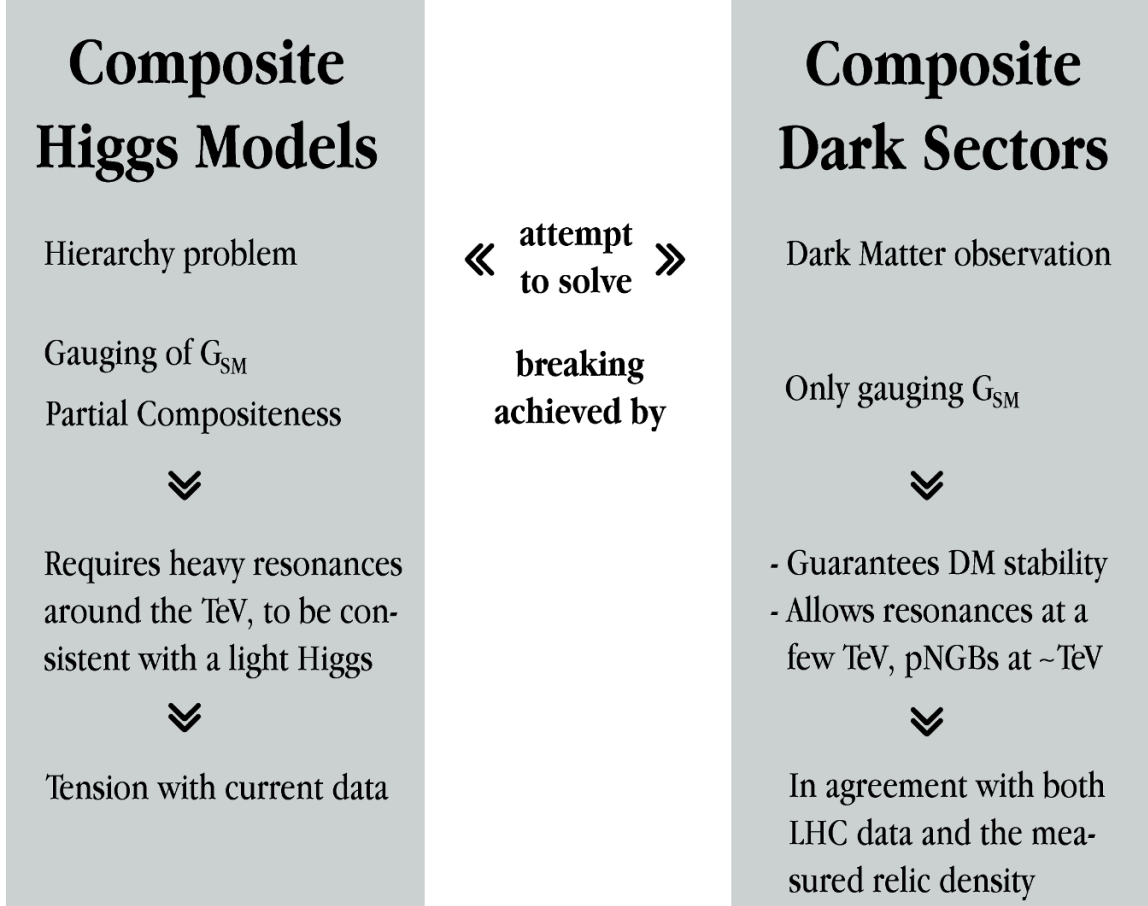 Composite
Higgs Models
Hierarchy problem
Gauging of G_SM
Partial Compositeness
Requires heavy resonances
around the TeV, to be con-
sistent with a light Higgs
Tension with current data
attempt
to solve
breaking
achieved by
Composite
Dark Sectors
Dark Matter observation
Only gauging G_SM
- Guarantees DM stability
- Allows resonances at a
few TeV, pNGBs at ~TeV
In agreement with both
LHC data and the mea-
sured relic density